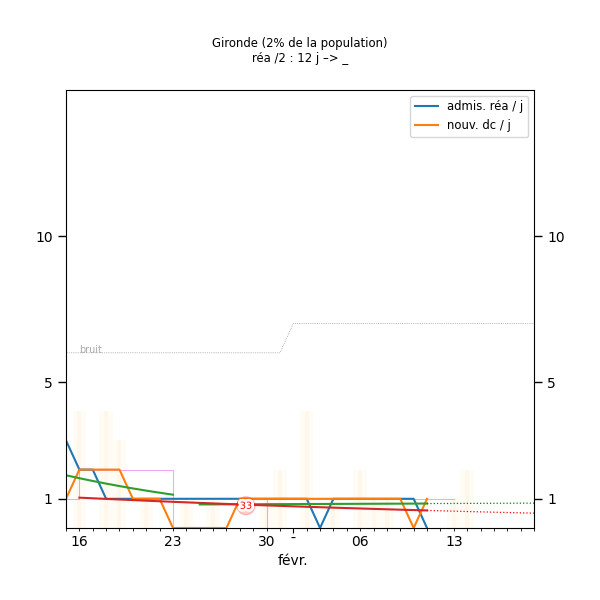 Gironde (2% de la population)
réa /2 : 12 j –> _
admis. réa / j
nouv. dc / j
10
10
bruit
5
5
33
1
1
16
23
30
-
06
13
févr.